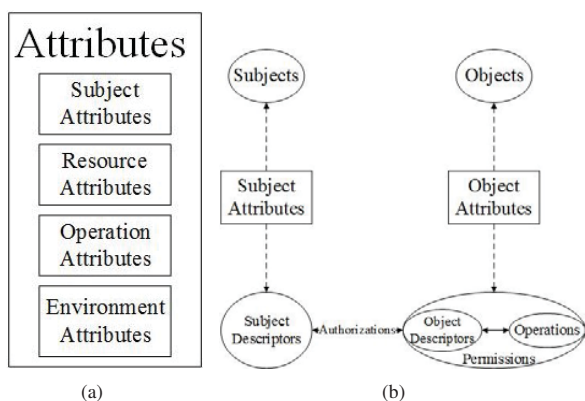 Attributes
Subject
Attributes
Resource
Attributes
Operation
Attributes
Environment
Attributes
(a)
Subjects
Objects
Subject
Attributes
Object
Attributes
Subject
Descriptors
Authorizations
Object
Descriptors
Operations
Permissions
(b)